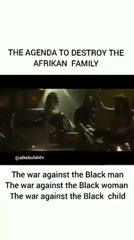 THE AGENDA TO DESTROY THE
AFRIKAN FAMILY
@alkebulantv
The war against the Black man
The war against the Black woman
The war against the Black child